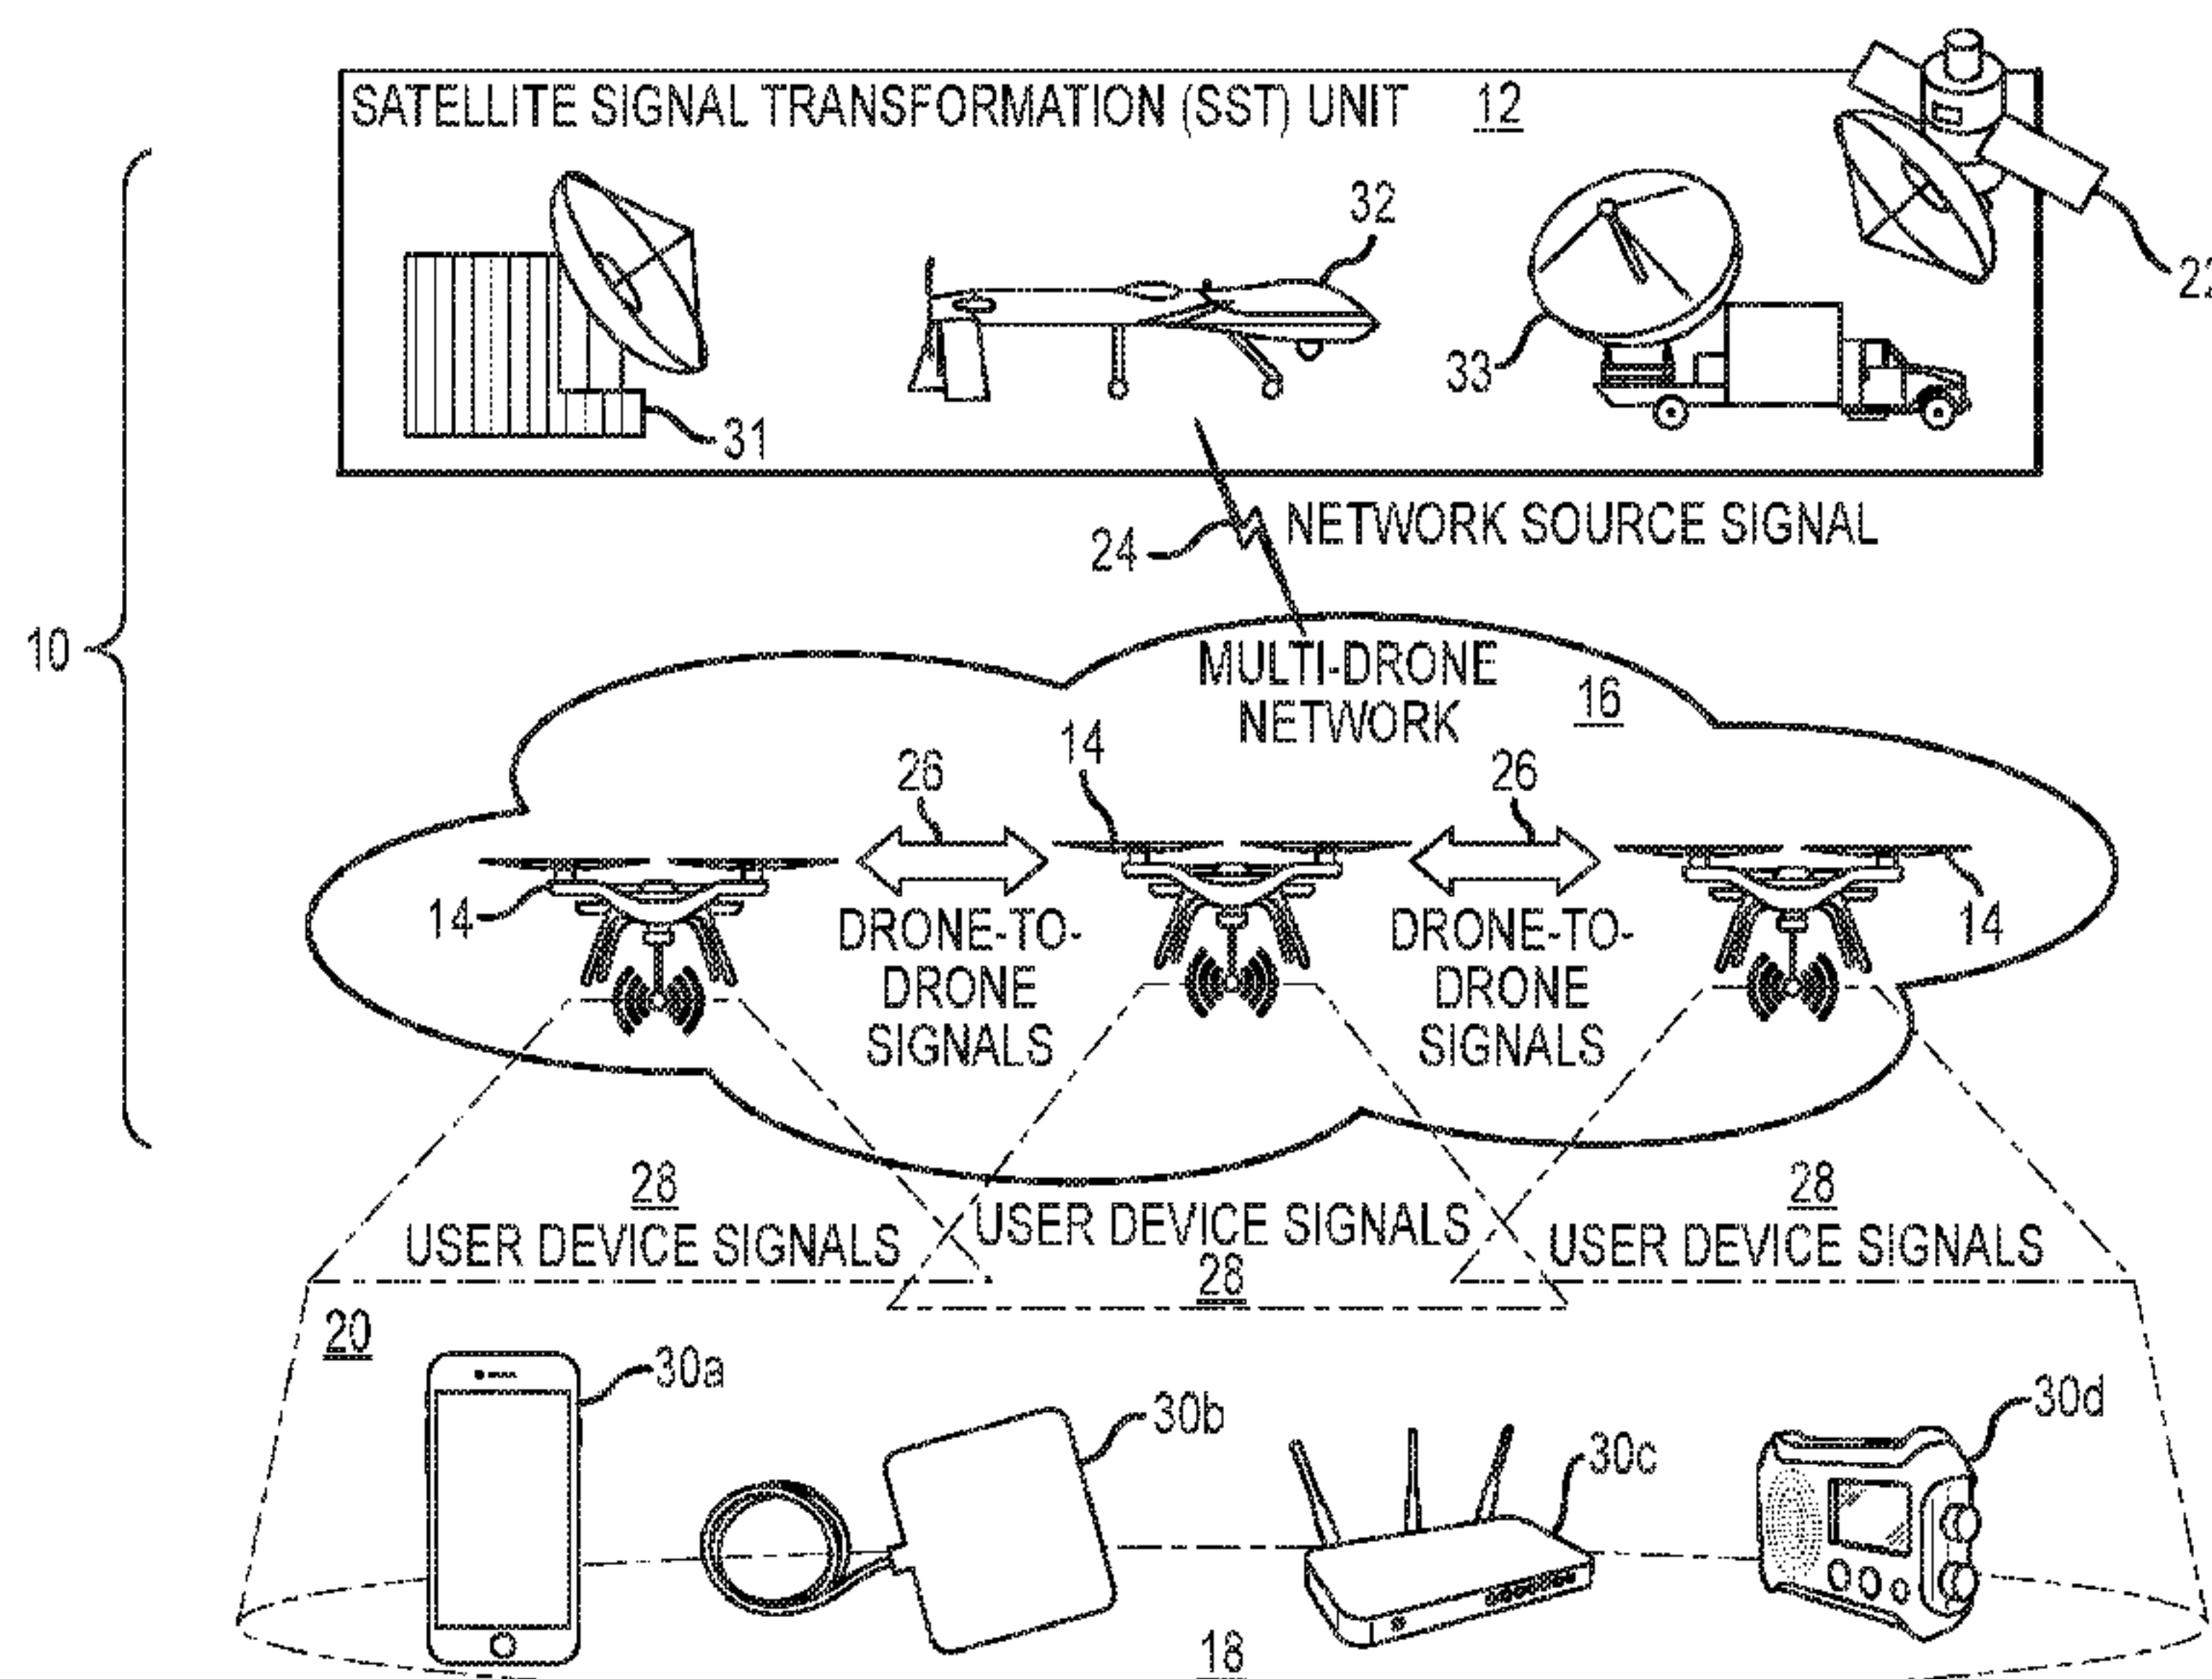 SATELLITE SIGNAL TRANSFORMATION (SST) UNIT 12
32
22
33
31
24
NETWORK SOURCE SIGNAL
10
MULTI-DRONE
NETWORK
16
14
26
26
14
14
DRONE-TO-
DRONE
SIGNALS
DRONE-TO-
DRONE
SIGNALS
28
USER DEVICE SIGNALS
USER DEVICE SIGNALS
28
28
USER DEVICE SIGNALS
20
30a
30b
30c
30d
18